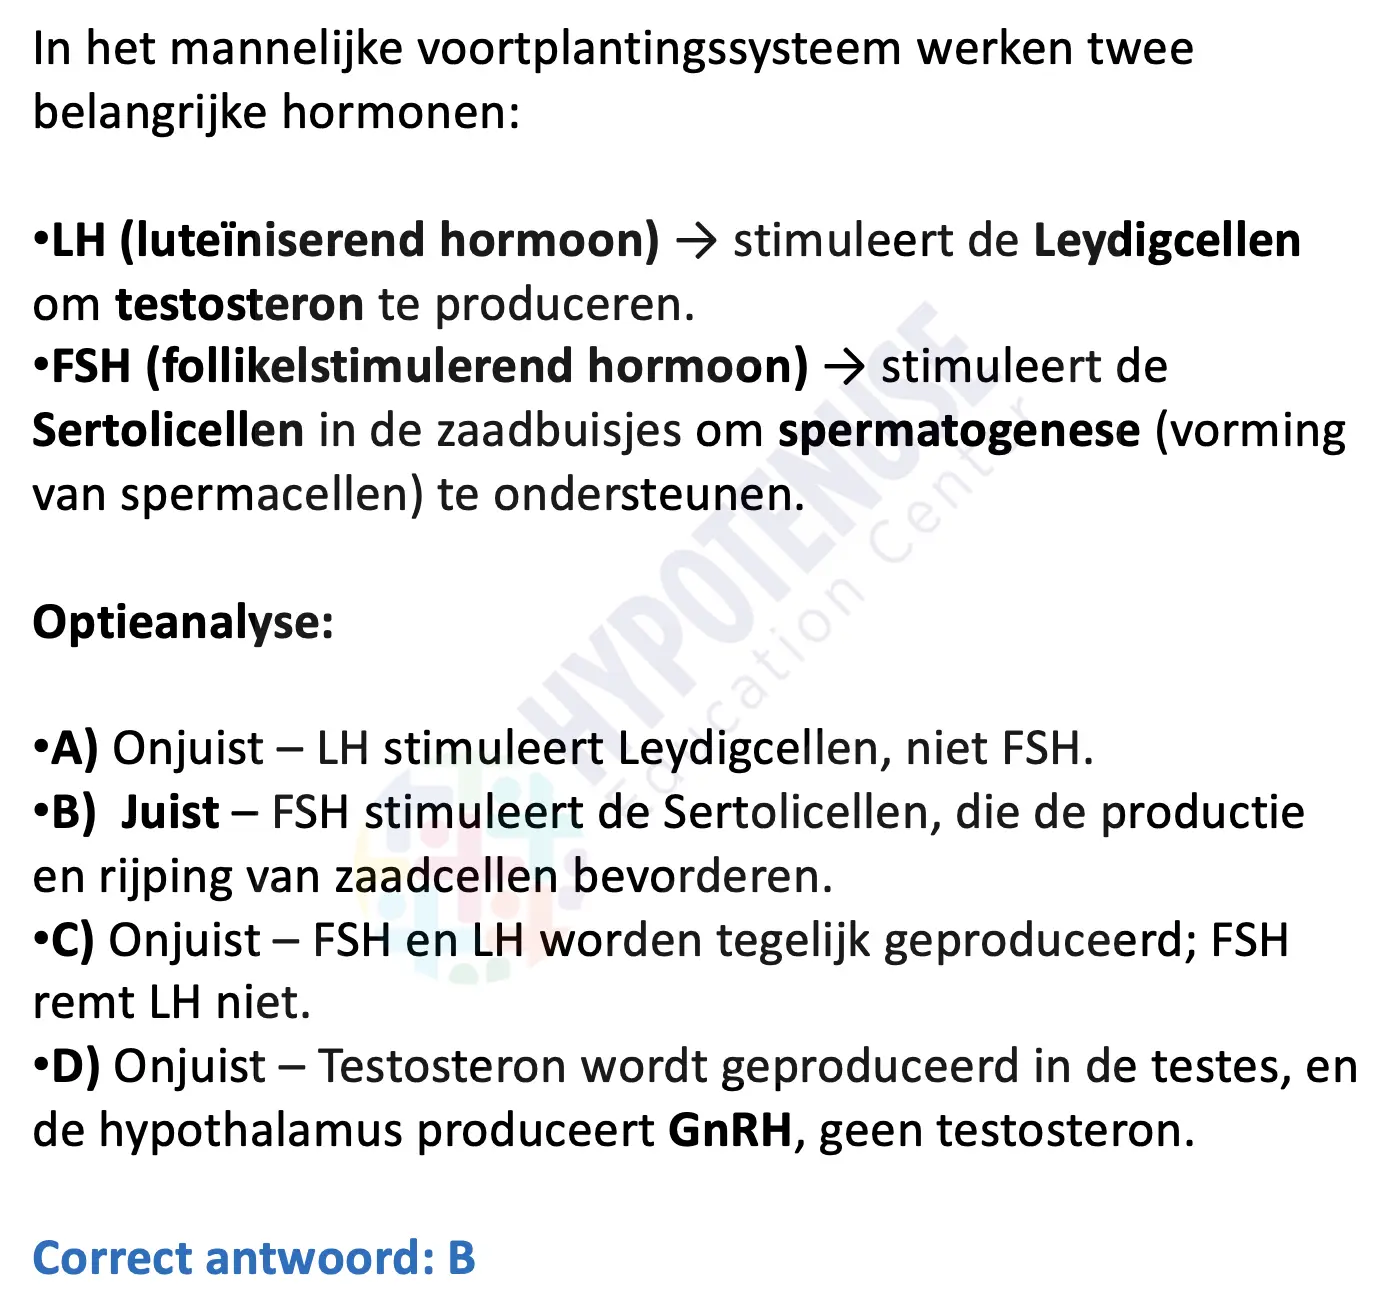 In het mannelijke voortplantingssysteem werken twee
belangrijke hormonen:
•LH (luteïniserend hormoon) → stimuleert de Leydigcellen
om testosteron te produceren.
•FSH (follikelstimulerend hormoon) → stimuleert de
Sertolicellen in de zaadbuisjes om spermatogenese (vorming
van spermacellen) te ondersteunen.
Optieanalyse:
•A) Onjuist – LH stimuleert Leydigcellen, niet FSH.
•B) Juist – FSH stimuleert de Sertolicellen, die de productie
en rijping van zaadcellen bevorderen.
•C) Onjuist – FSH en LH worden tegelijk geproduceerd; FSH
remt LH niet.
•D) Onjuist – Testosteron wordt geproduceerd in de testes, en
de hypothalamus produceert GnRH, geen testosteron.
Correct antwoord: B
HYPOTENUSE
Education Center